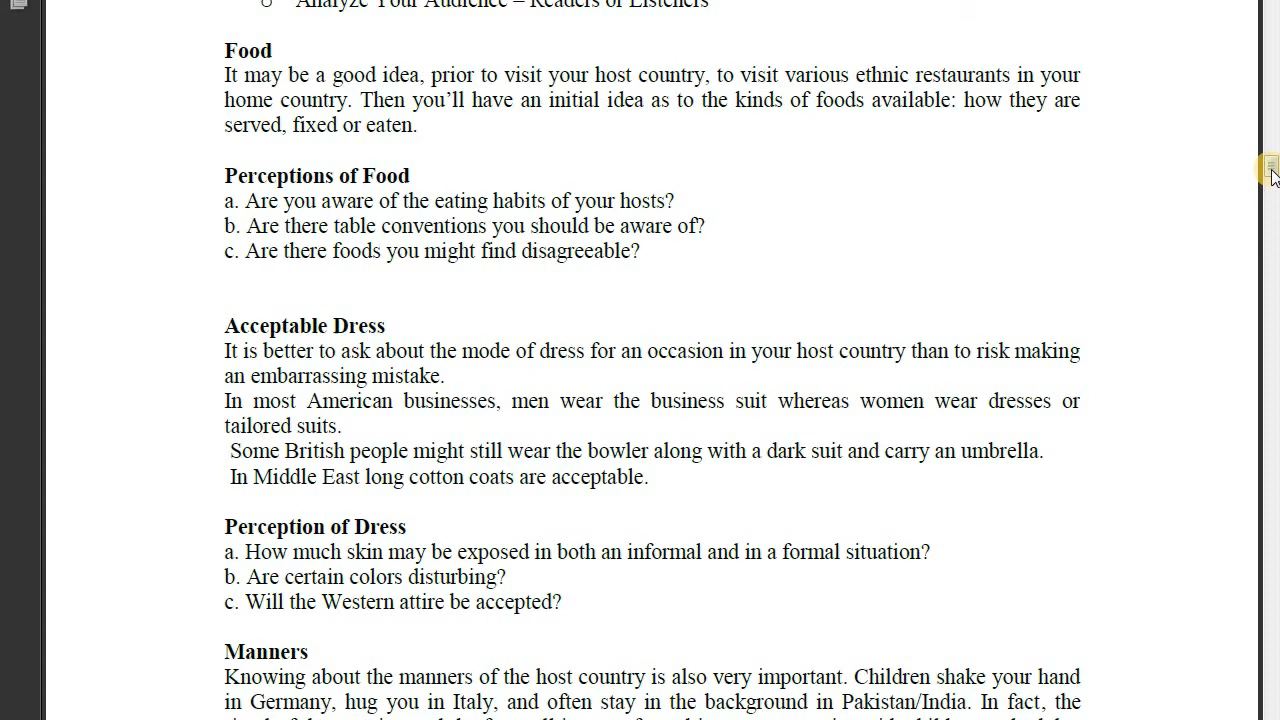 o Analyze Your Audience – Readers or Listeners
Food
It may be a good idea, prior to visit your host country, to visit various ethnic restaurants in your
home country. Then you’ll have an initial idea as to the kinds of foods available: how they are
served, fixed or eaten.
Perceptions of Food
a. Are you aware of the eating habits of your hosts?
b. Are there table conventions you should be aware of?
c. Are there foods you might find disagreeable?
Acceptable Dress
It is better to ask about the mode of dress for an occasion in your host country than to risk making
an embarrassing mistake.
In most American businesses, men wear the business suit whereas women wear dresses or
tailored suits.
Some British people might still wear the bowler along with a dark suit and carry an umbrella.
In Middle East long cotton coats are acceptable.
Perception of Dress
a. How much skin may be exposed in both an informal and in a formal situation?
b. Are certain colors disturbing?
c. Will the Western attire be accepted?
Manners
Knowing about the manners of the host country is also very important. Children shake your hand
in Germany, hug you in Italy, and often stay in the background in Pakistan/India. In fact, the